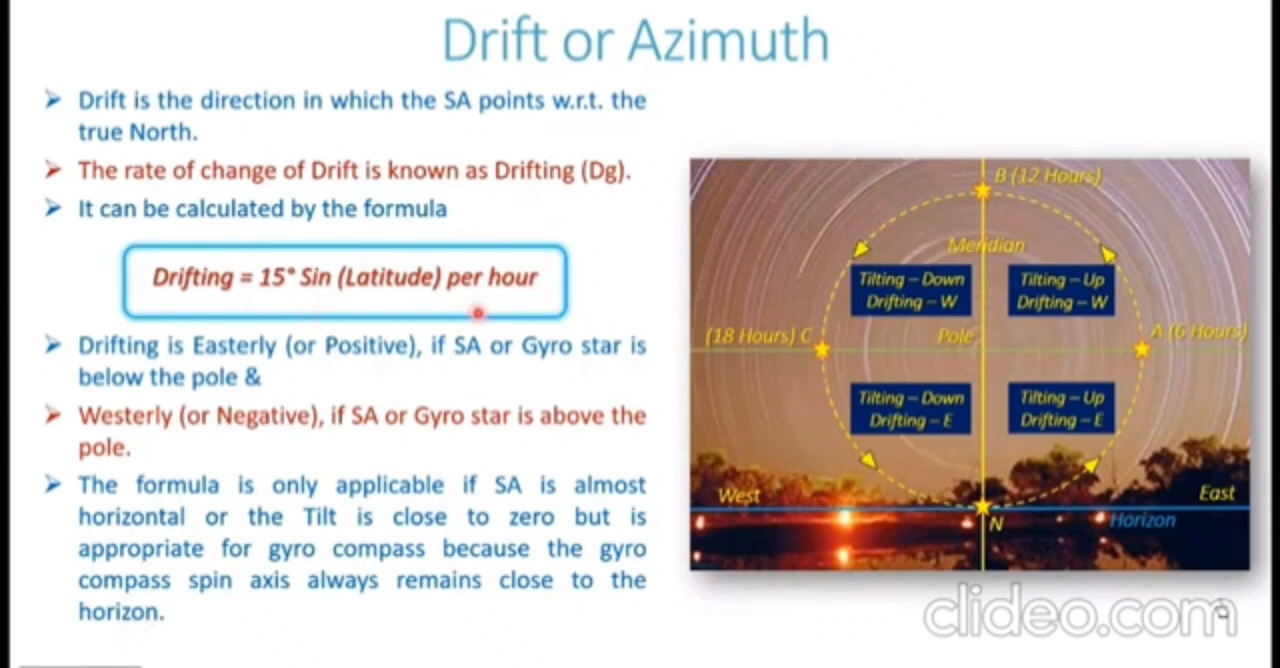 Drift or Azimuth
➢ Drift is the direction in which the SA points w.r.t. the
true North.
➢ The rate of change of Drift is known as Drifting (Dg).
➢ It can be calculated by the formula
Drifting = 15° Sin (Latitude) per hour
➢ Drifting is Easterly (or Positive), if SA or Gyro star is
below the pole &
➢ Westerly (or Negative), if SA or Gyro star is above the
pole.
➢ The formula is only applicable if SA is almost
horizontal or the Tilt is close to zero but is
appropriate for gyro compass because the gyro
compass spin axis always remains close to the
horizon.
B (12 Hours)
Meridian
Tilting – Down
Drifting – W
Tilting – Up
Drifting – W
(18 Hours) C
Pole
A (6 Hours)
Tilting – Down
Drifting – E
Tilting – Up
Drifting – E
West
East
N
Horizon
clideo.com